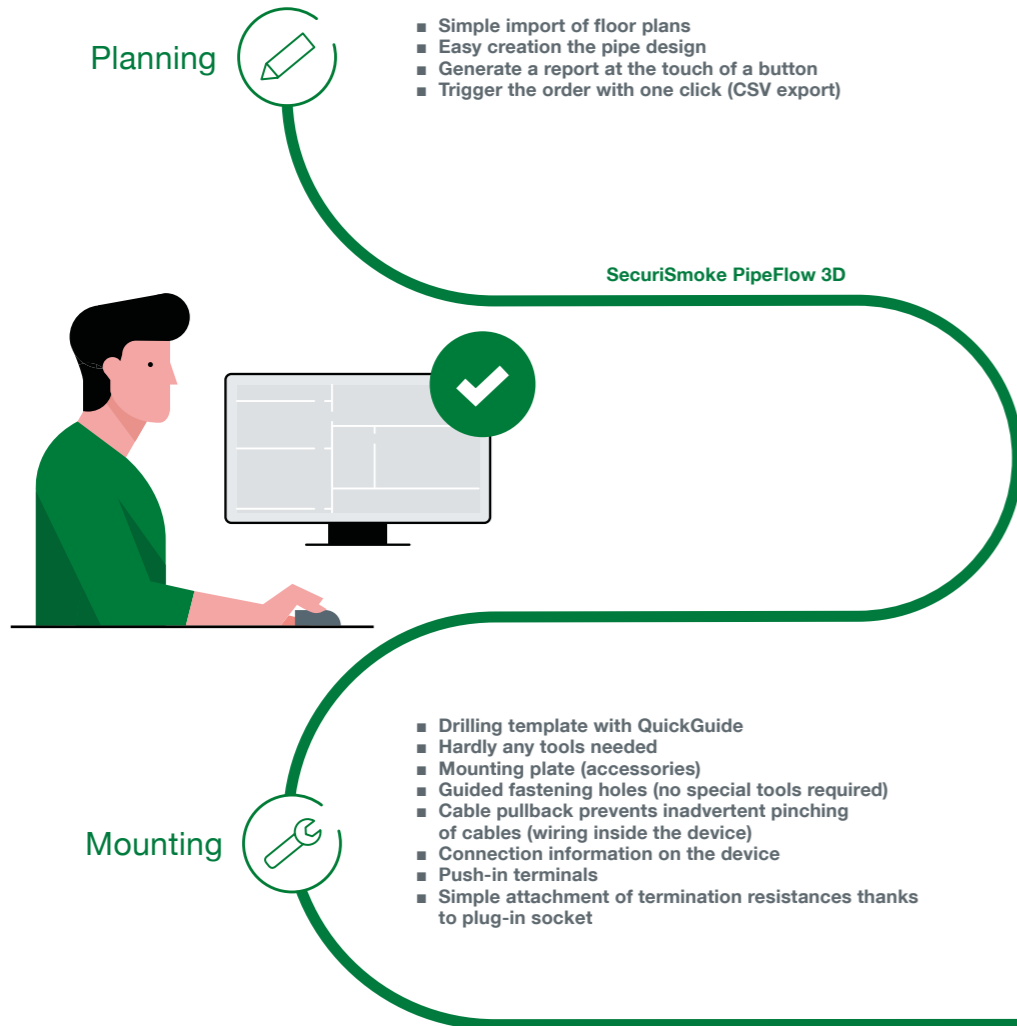 Planning
■ Simple import of floor plans
■ Easy creation the pipe design
■ Generate a report at the touch of a button
■ Trigger the order with one click (CSV export)
SecuriSmoke PipeFlow 3D
Mounting
■ Drilling template with QuickGuide
■ Hardly any tools needed
■ Mounting plate (accessories)
■ Guided fastening holes (no special tools required)
■ Cable pullback prevents inadvertent pinching
of cables (wiring inside the device)
■ Connection information on the device
■ Push-in terminals
■ Simple attachment of termination resistances thanks
to plug-in socket